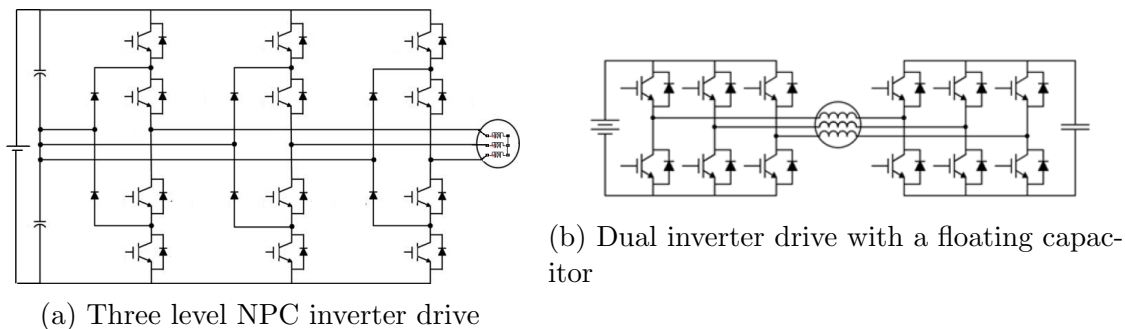 (a) Three level NPC inverter drive
(b) Dual inverter drive with a floating capac-
itor